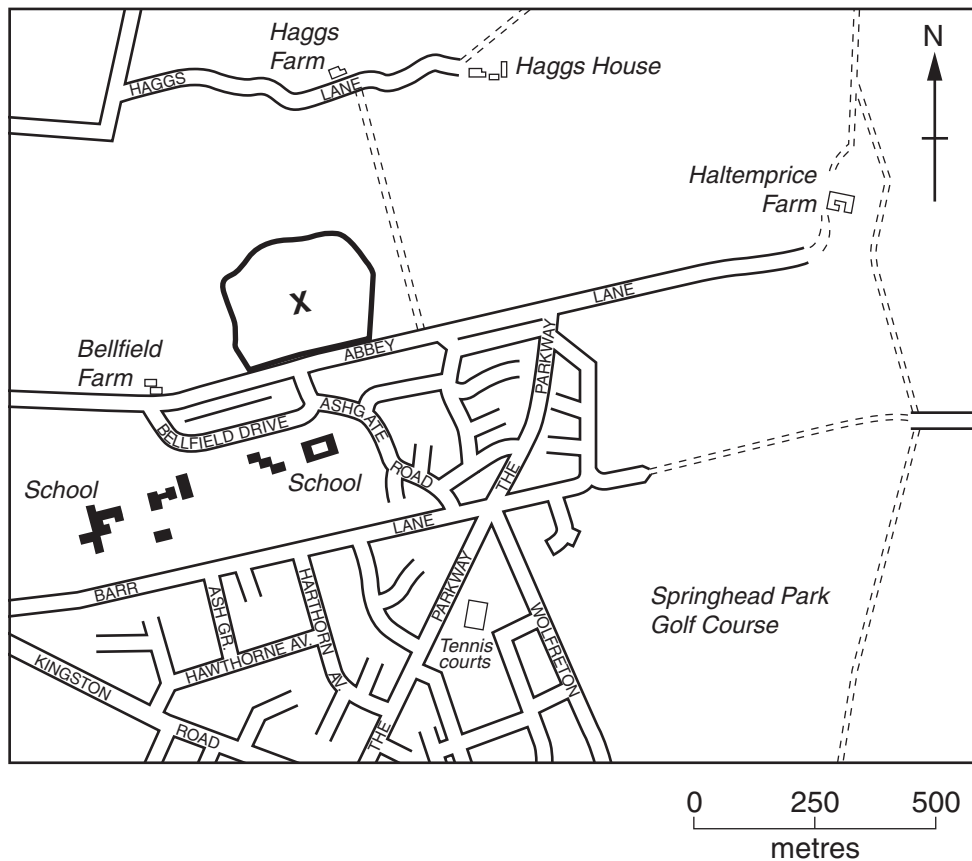 Haggs
Farm
HAGGS
LANE
Haggs House
N
Haltemprice
Farm
X
LANE
ABBEY
PARKWAY
THE
Bellfield
Farm
BELLFIELD DRIVE
ASHGATE
ROAD
School
School
LANE
BARR
ASH GR.
HARTHORN AV.
HAWTHORNE AV.
PARKWAY
THE
Tennis
courts
WOLFRETON
Springhead Park
Golf Course
KINGSTON
ROAD
0 250 500
metres